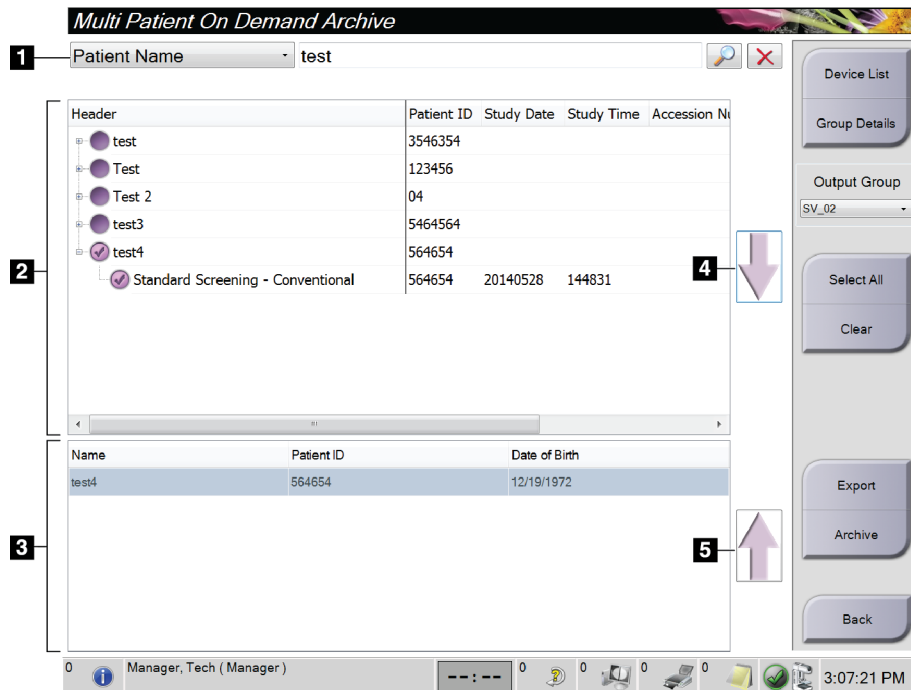 Multi Patient On Demand Archive
1
Patient Name
test
Device List
Group Details
Output Group
SV_02
2
Header Patient ID Study Date Study Time Accession Nu
test 3546354
Test 123456
Test 2 04
test3 5464564
test4 564654
Standard Screening - Conventional 564654 20140528 144831
4
Select All
Clear
3
Name Patient ID Date of Birth
test4 564654 12/19/1972
5
Export
Archive
Back
0 Manager, Tech ( Manager ) --:-- 0 0 0 0 3:07:21 PM